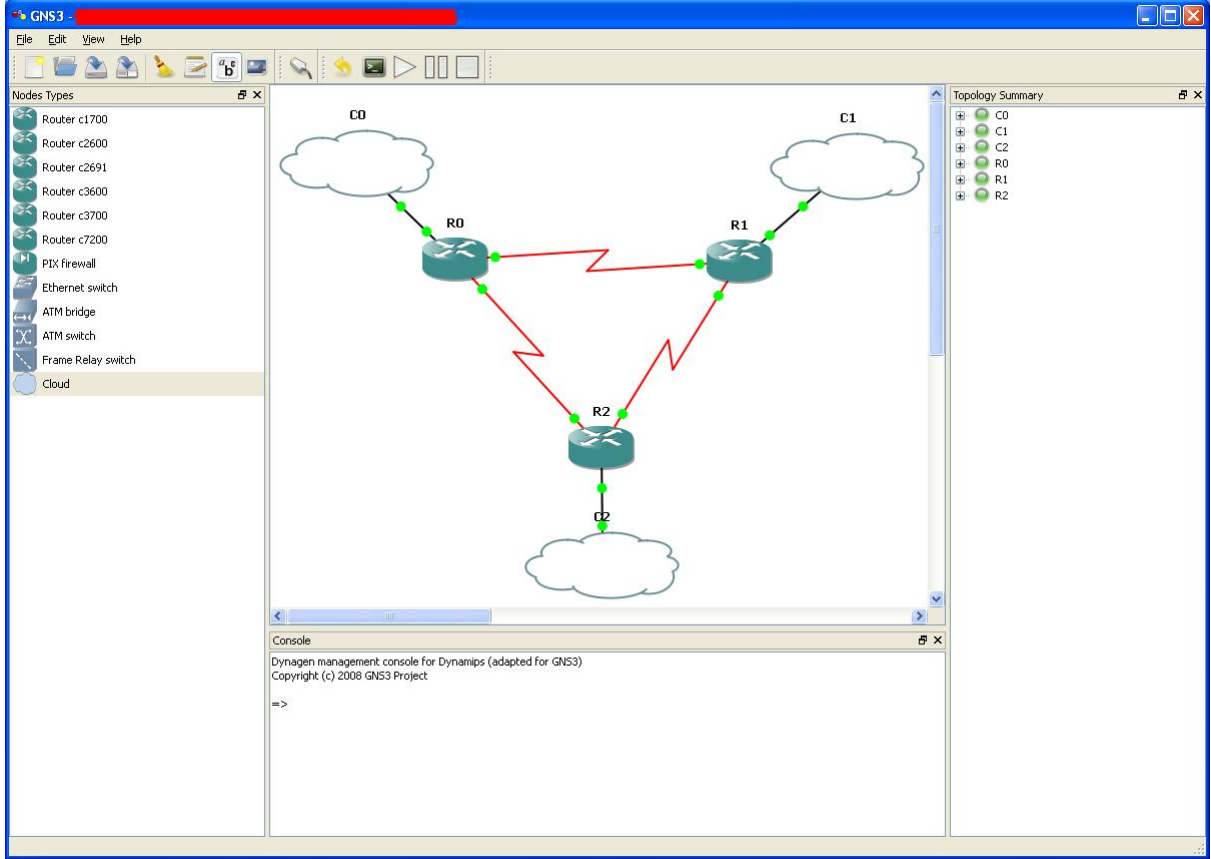 GNS3 -
File Edit View Help
a b c
Nodes Types
Router c1700
Router c2600
Router c2691
Router c3600
Router c3700
Router c7200
PIX firewall
Ethernet switch
ATM bridge
ATM switch
Frame Relay switch
Cloud
C0
C1
R0
R1
R2
C2
Console
Dynagen management console for Dynamips (adapted for GNS3)
Copyright (c) 2008 GNS3 Project
=>
Topology Summary
C0
C1
C2
R0
R1
R2